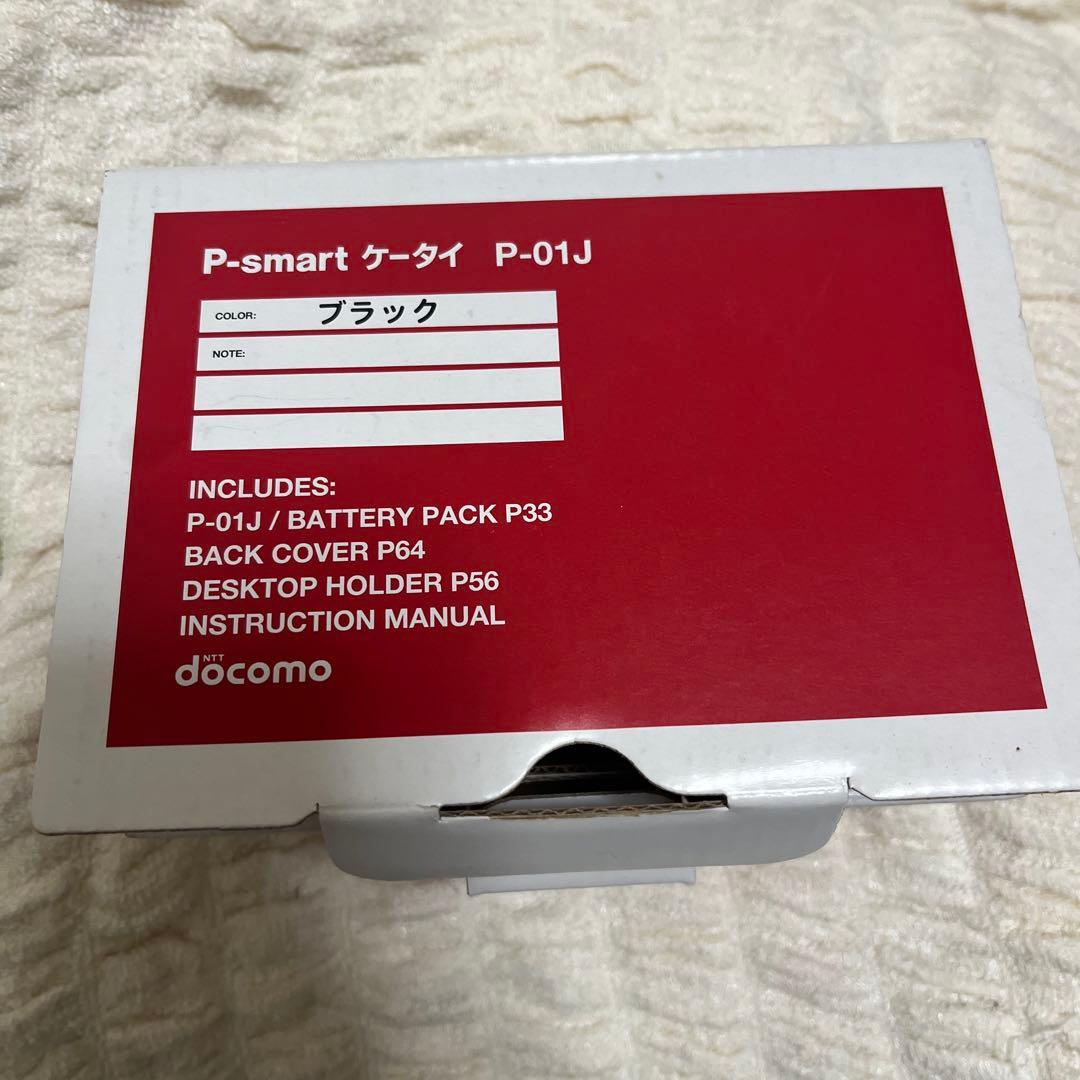 P-smart ケータイ P-01J
COLOR: ブラック
NOTE:
INCLUDES:
P-01J / BATTERY PACK P33
BACK COVER P64
DESKTOP HOLDER P56
INSTRUCTION MANUAL
NTT
docomo